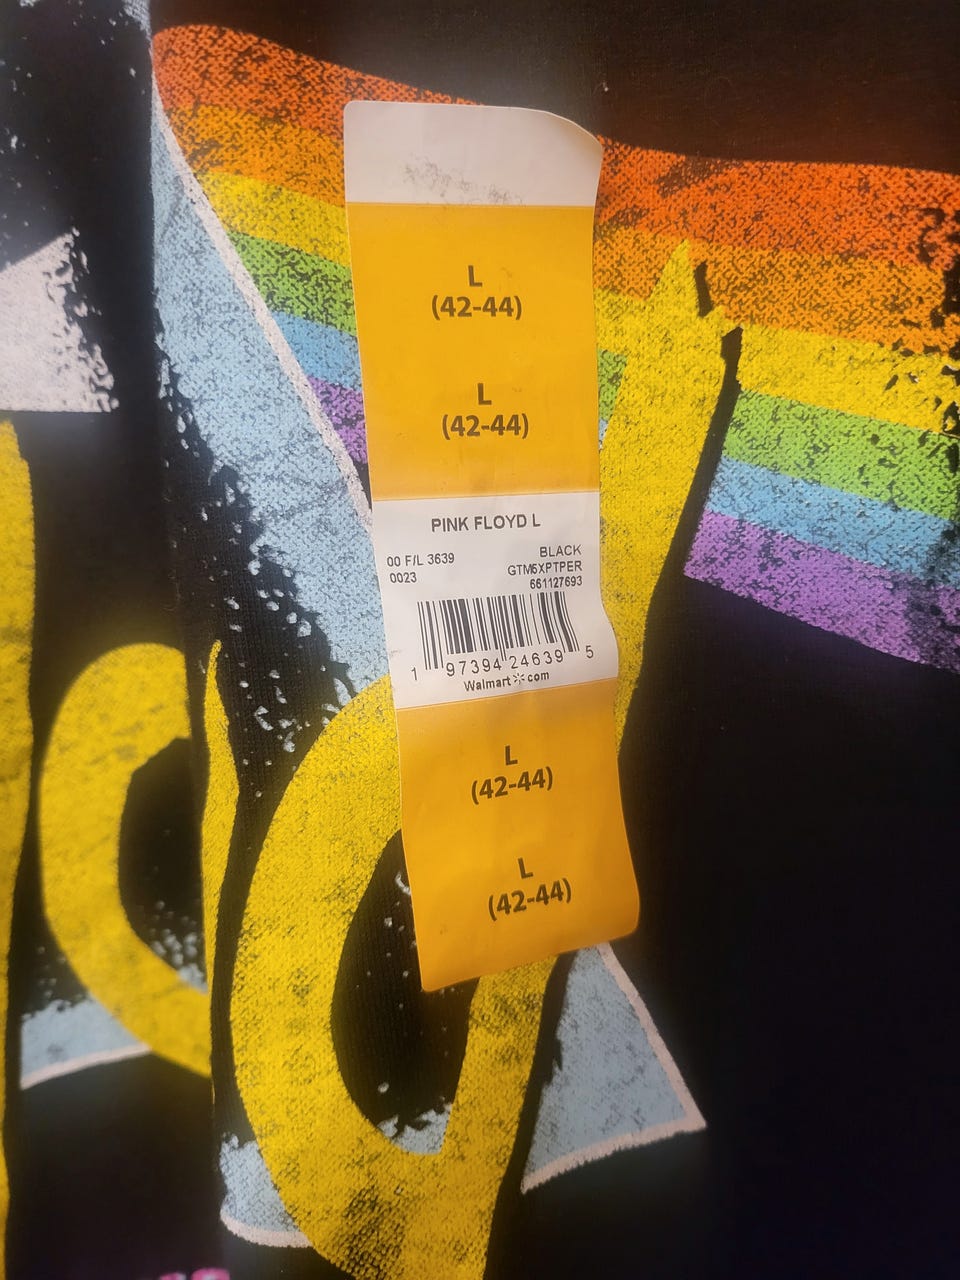 L
(42-44)
L
(42-44)
PINK FLOYD L
00 F/L 3639
0023
BLACK
GTM6XPTPER
661127693
1 97394 24639 5
Walmart com
L
(42-44)
L
(42-44)